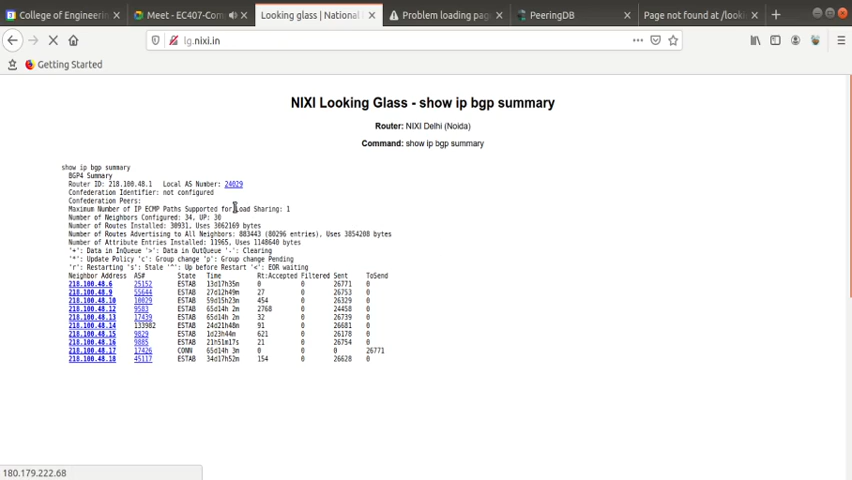 College of Engineerin
Meet - EC407-Com
Looking glass | National
Problem loading page
PeeringDB
Page not found at /look
lg.nixi.in
Getting Started
NIXI Looking Glass - show ip bgp summary
Router: NIXI Delhi (Noida)
Command: show ip bgp summary
show ip bgp summary
BGP4 Summary
Router ID: 218.100.48.1 Local AS Number: 24029
Confederation Identifier: not configured
Confederation Peers:
Maximum Number of IP ECMP Paths Supported for Load Sharing: 1
Number of Neighbors Configured: 34, UP: 30
Number of Routes Installed: 30931, Uses 3062169 bytes
Number of Routes Advertising to All Neighbors: 883443 (80296 entries), Uses 3854208 bytes
Number of Attribute Entries Installed: 11965, Uses 1148640 bytes
'+': Data in InQueue '>': Data in OutQueue '-': Clearing
'*': Update Policy 'c': Group change 'p': Group change Pending
'r': Restarting 's': Stale '^': Up before Restart '<': EOR waiting
Neighbor Address AS# State Time Rt:Accepted Filtered Sent ToSend
218.100.48.6 25152 ESTAB 13d17h35m 0 0 26771 0
218.100.48.9 55644 ESTAB 27d12h49m 27 0 26753 0
218.100.48.10 10029 ESTAB 59d15h23m 454 0 26329 0
218.100.48.12 9583 ESTAB 65d14h 2m 2768 0 24458 0
218.100.48.13 17439 ESTAB 65d14h 2m 32 0 26739 0
218.100.48.14 133982 ESTAB 24d21h48m 91 0 26681 0
218.100.48.15 9829 ESTAB 1d23h44m 621 0 26178 0
218.100.48.16 9885 ESTAB 21h51m17s 21 0 26754 0
218.100.48.17 17426 CONN 65d14h 3m 0 0 0 26771
218.100.48.18 45117 ESTAB 34d17h52m 154 0 26628 0
180.179.222.68